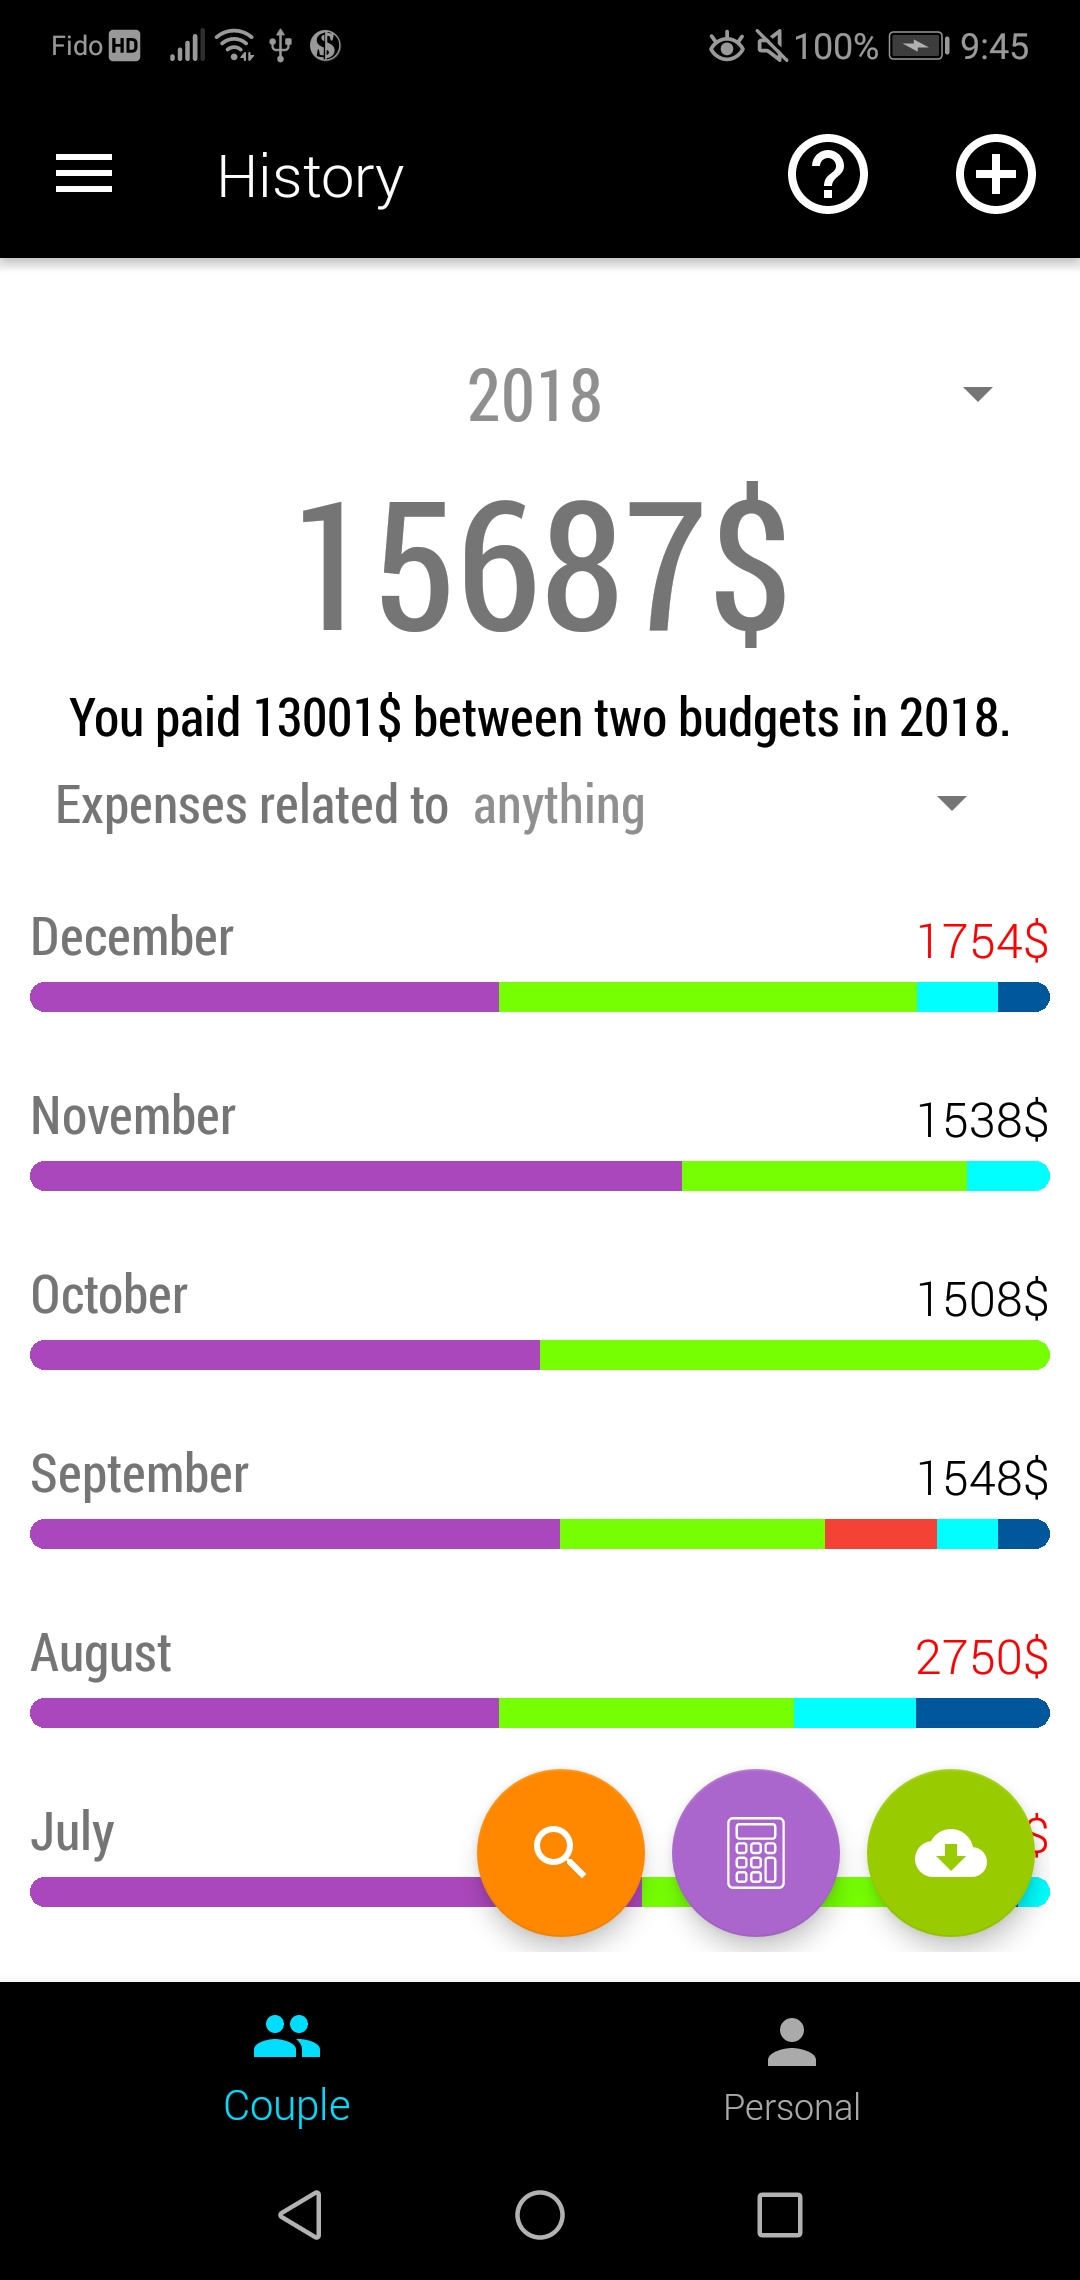 Fido HD 100% 9:45
History
2018
15687$
You paid 13001$ between two budgets in 2018.
Expenses related to anything
December 1754$
November 1538$
October 1508$
September 1548$
August 2750$
July $
Couple Personal